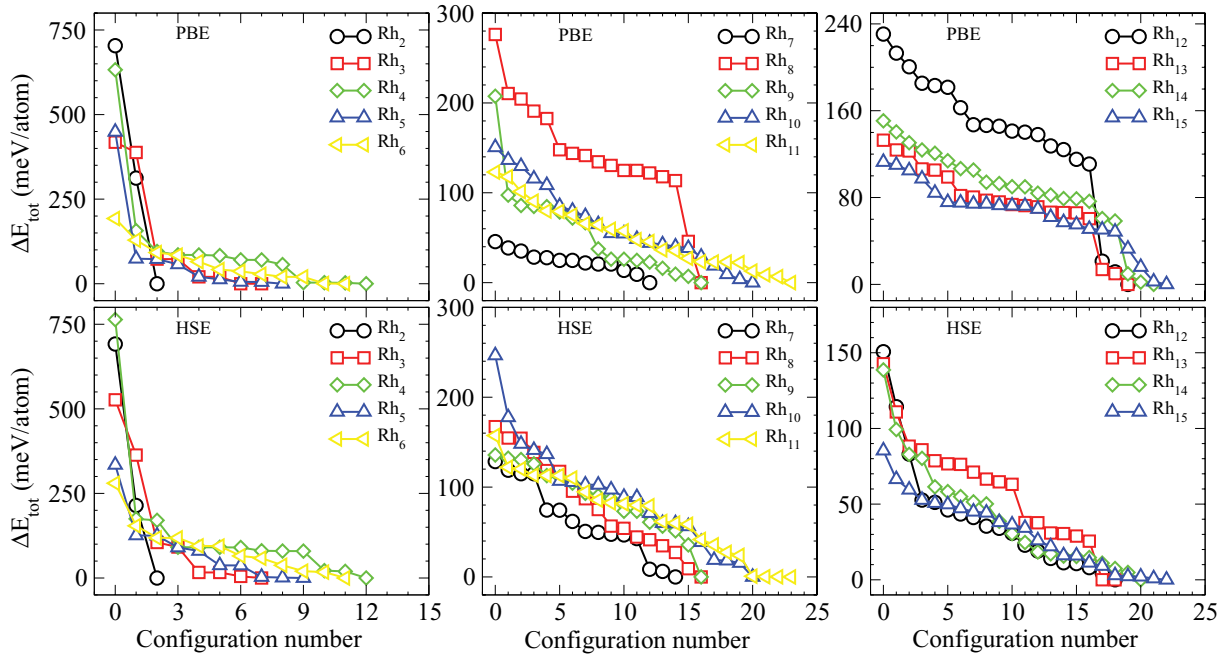 PBE
Rh2
Rh3
Rh4
Rh5
Rh6
750
500
250
0
ΔE_tot (meV/atom)
PBE
Rh7
Rh8
Rh9
Rh10
Rh11
300
200
100
0
PBE
Rh12
Rh13
Rh14
Rh15
240
160
80
0
HSE
Rh2
Rh3
Rh4
Rh5
Rh6
750
500
250
0
ΔE_tot (meV/atom)
0 3 6 9 12 15
Configuration number
HSE
Rh7
Rh8
Rh9
Rh10
Rh11
300
200
100
0
0 5 10 15 20 25
Configuration number
HSE
Rh12
Rh13
Rh14
Rh15
150
100
50
0
0 5 10 15 20 25
Configuration number